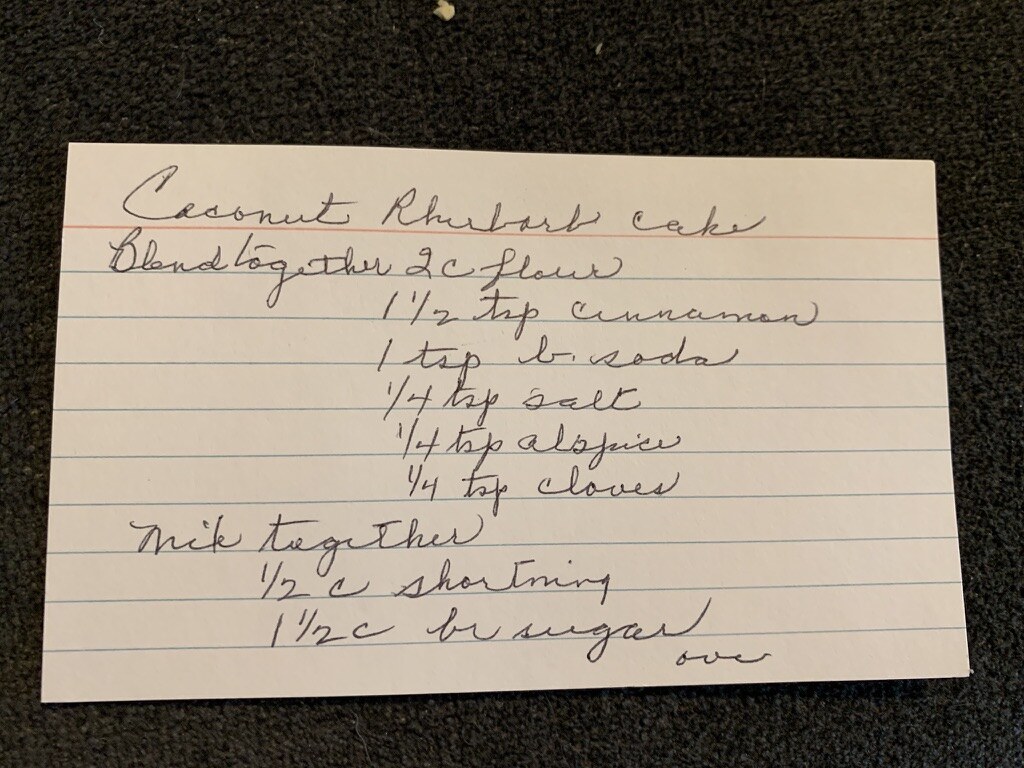 Coconut Rhubarb cake
Blend together 2 c flour
1 1/2 tsp cinnamon
1 tsp b. soda
1/4 tsp salt
1/4 tsp alspice
1/4 tsp cloves
Mix together
1/2 c shortning
1 1/2 c br sugar
over